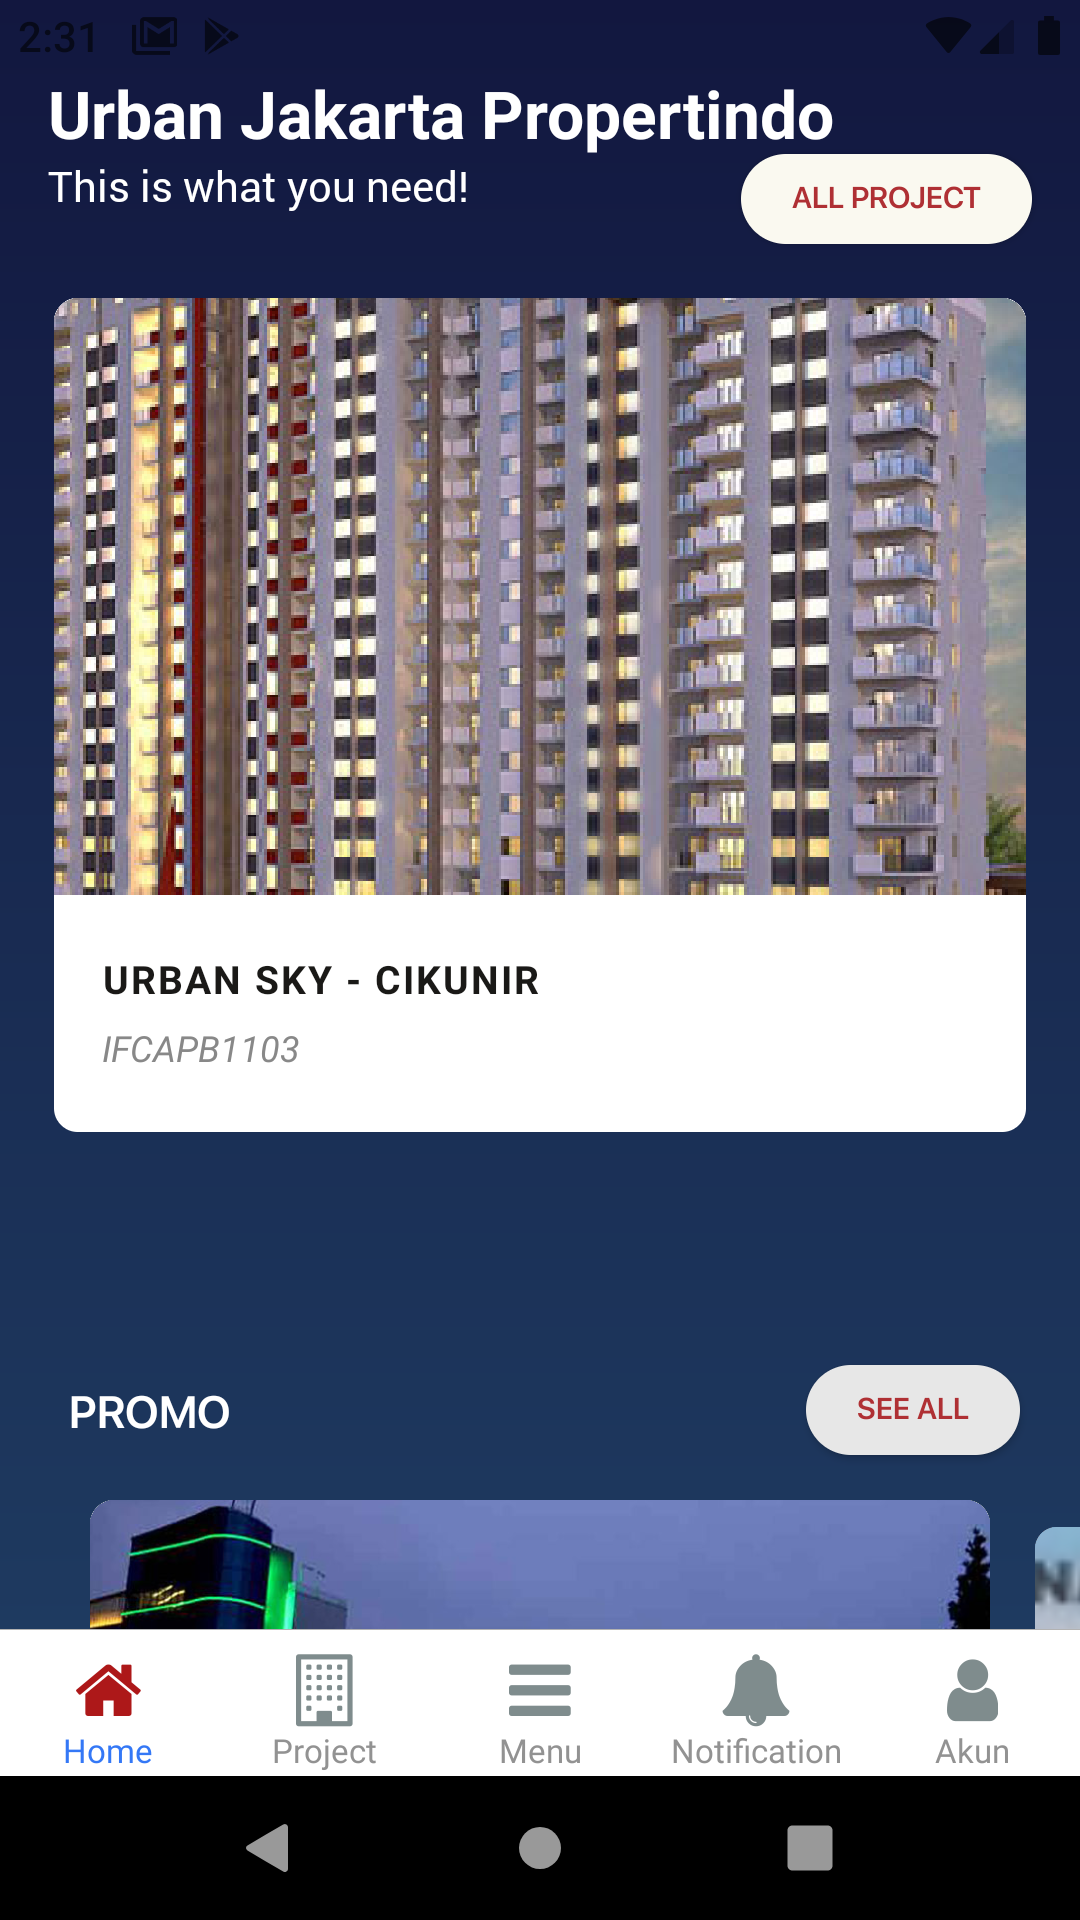 2:31
Urban Jakarta Propertindo
This is what you need!
ALL PROJECT
URBAN SKY - CIKUNIR
IFCAPB1103
PROMO
SEE ALL
Home
Project
Menu
Notification
Akun